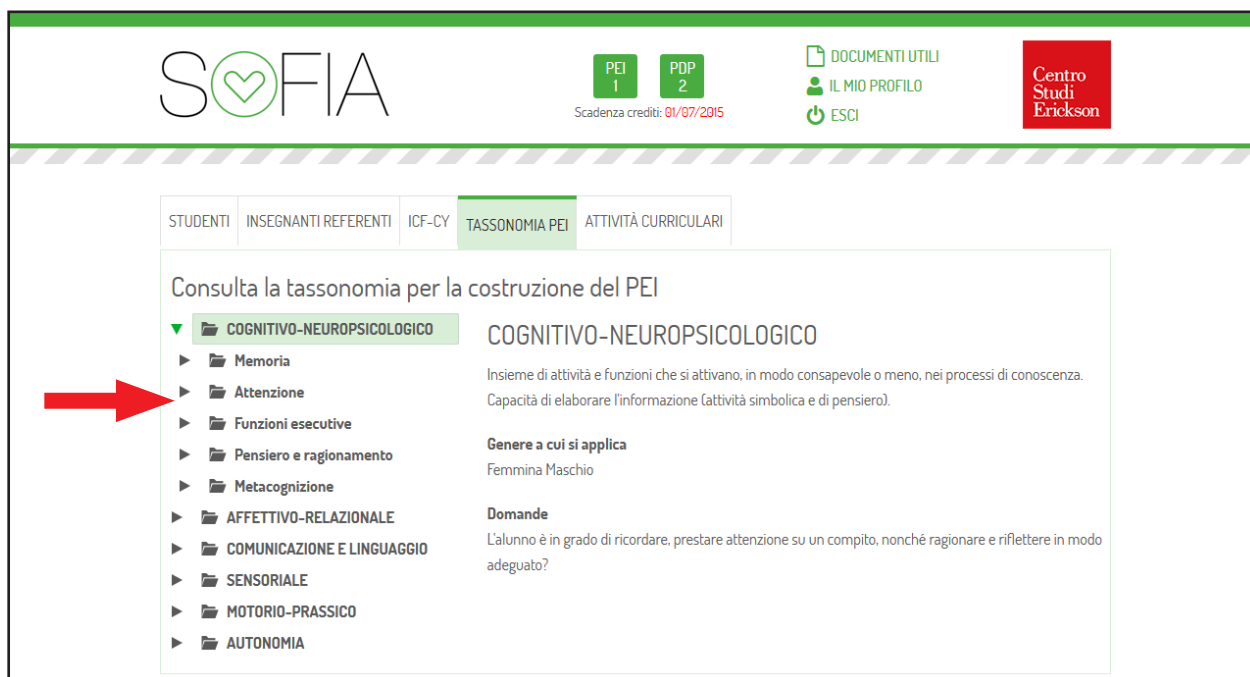 SOFIA
PEI
1
PDP
2
Scadenza crediti: 01/07/2015
DOCUMENTI UTILI
IL MIO PROFILO
ESCI
Centro
Studi
Erickson
STUDENTI
INSEGNANTI REFERENTI
ICF-CY
TASSONOMIA PEI
ATTIVITÀ CURRICULARI
Consulta la tassonomia per la costruzione del PEI
COGNITIVO-NEUROPSICOLOGICO
Memoria
Attenzione
Funzioni esecutive
Pensiero e ragionamento
Metacognizione
AFFETTIVO-RELAZIONALE
COMUNICAZIONE E LINGUAGGIO
SENSORIALE
MOTORIO-PRASSICO
AUTONOMIA
COGNITIVO-NEUROPSICOLOGICO
Insieme di attività e funzioni che si attivano, in modo consapevole o meno, nei processi di conoscenza.
Capacità di elaborare l'informazione (attività simbolica e di pensiero).
Genere a cui si applica
Femmina Maschio
Domande
L'alunno è in grado di ricordare, prestare attenzione su un compito, nonché ragionare e riflettere in modo
adeguato?